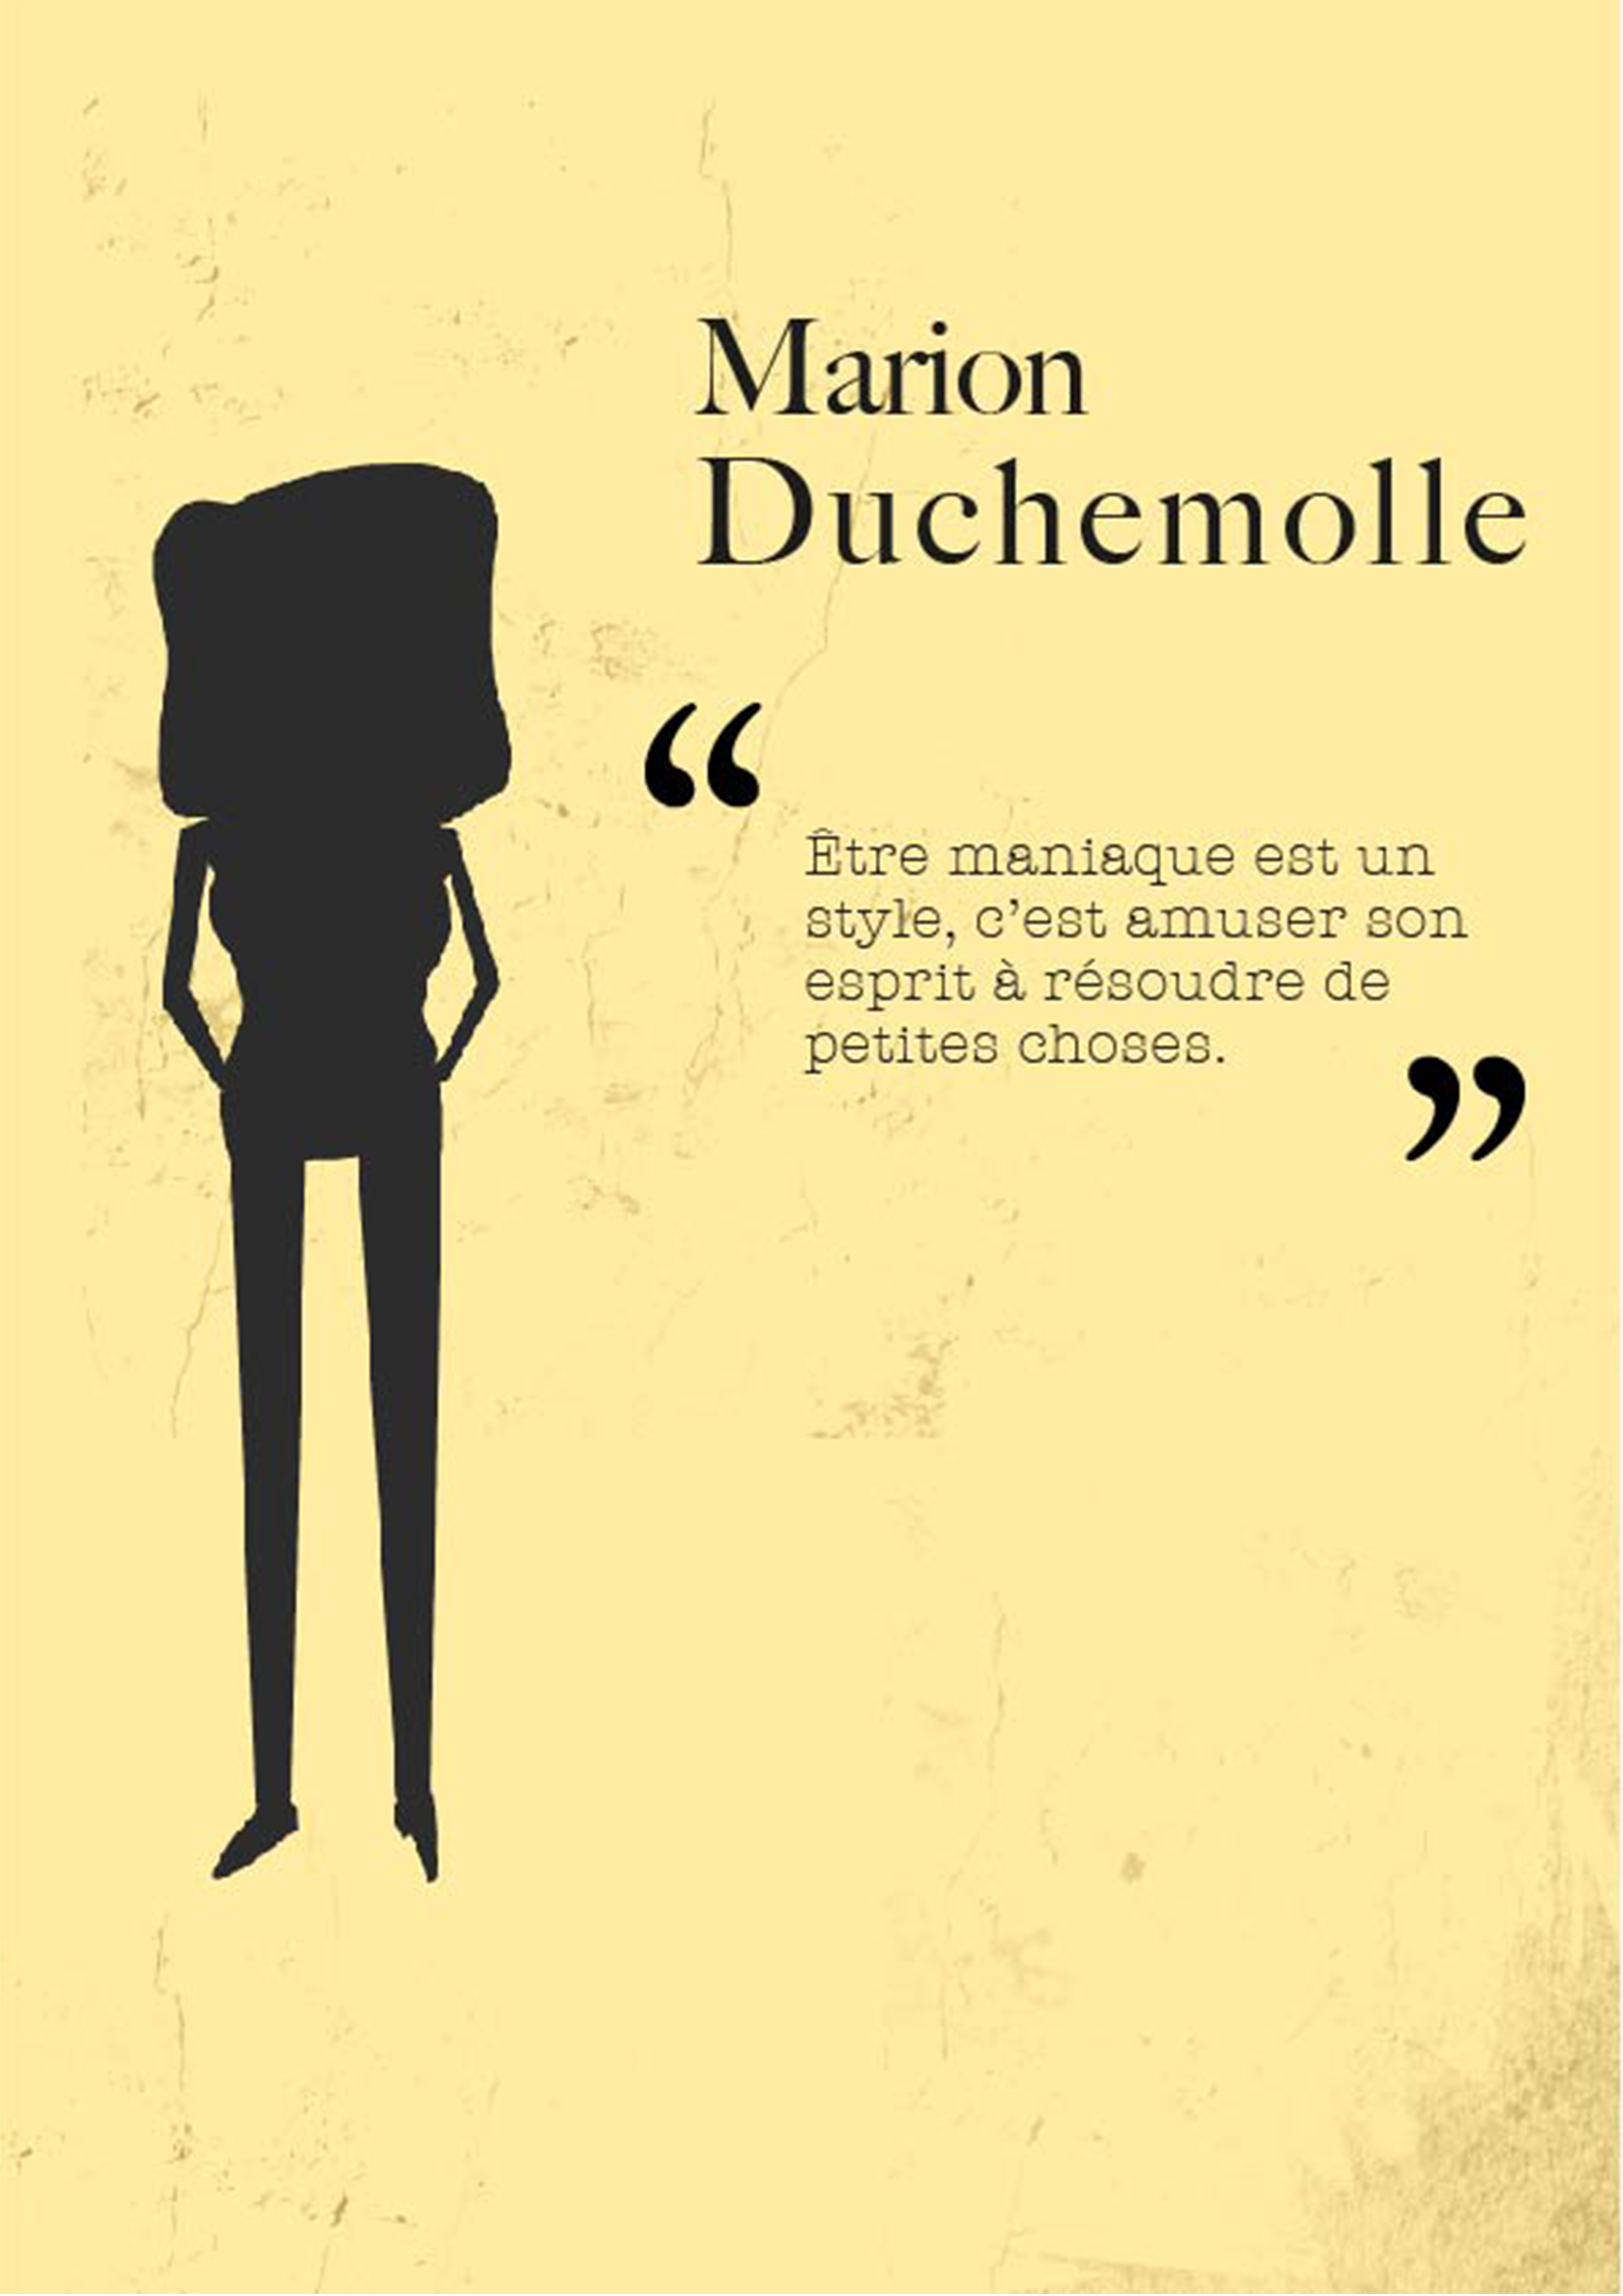 Marion
Duchemolle
“
Être maniaque est un
style, c’est amuser son
esprit à résoudre de
petites choses.
”